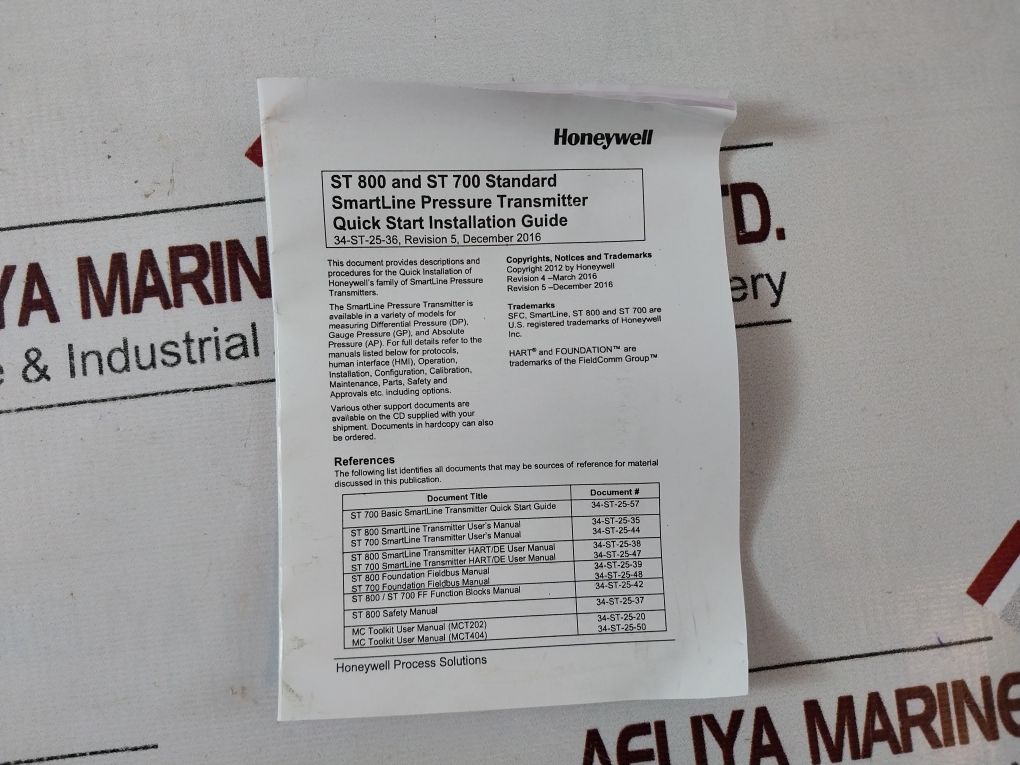 Honeywell
ST 800 and ST 700 Standard
SmartLine Pressure Transmitter
Quick Start Installation Guide
34-ST-25-36, Revision 5, December 2016
This document provides descriptions and
procedures for the Quick Installation of
Honeywell's family of SmartLine Pressure
Transmitters.
The SmartLine Pressure Transmitter is
available in a variety of models for
measuring Differential Pressure (DP),
Gauge Pressure (GP), and Absolute
Pressure (AP). For full details refer to the
manuals listed below for protocols,
human interface (HMI), Operation,
Installation, Configuration, Calibration,
Maintenance, Parts, Safety and
Approvals etc. including options.
Various other support documents are
available on the CD supplied with your
shipment. Documents in hardcopy can also
be ordered.
Copyrights, Notices and Trademarks
Copyright 2012 by Honeywell
Revision 4 –March 2016
Revision 5 –December 2016
Trademarks
SFC, SmartLine, ST 800 and ST 700 are
U.S. registered trademarks of Honeywell
Inc.
HART® and FOUNDATION™ are
trademarks of the FieldComm Group™
References
The following list identifies all documents that may be sources of reference for material
discussed in this publication.
Document Title Document #
ST 700 Basic SmartLine Transmitter Quick Start Guide 34-ST-25-57
ST 800 SmartLine Transmitter User's Manual 34-ST-25-35
ST 700 SmartLine Transmitter User's Manual 34-ST-25-44
ST 800 SmartLine Transmitter HART/DE User Manual 34-ST-25-38
ST 700 SmartLine Transmitter HART/DE User Manual 34-ST-25-47
ST 800 Foundation Fieldbus Manual 34-ST-25-39
ST 700 Foundation Fieldbus Manual 34-ST-25-48
ST 800 / ST 700 FF Function Blocks Manual 34-ST-25-42
ST 800 Safety Manual 34-ST-25-37
MC Toolkit User Manual (MCT202) 34-ST-25-20
MC Toolkit User Manual (MCT404) 34-ST-25-50
Honeywell Process Solutions
YA MARIN
TD.
& Industrial
ery
AELIYA MARINE